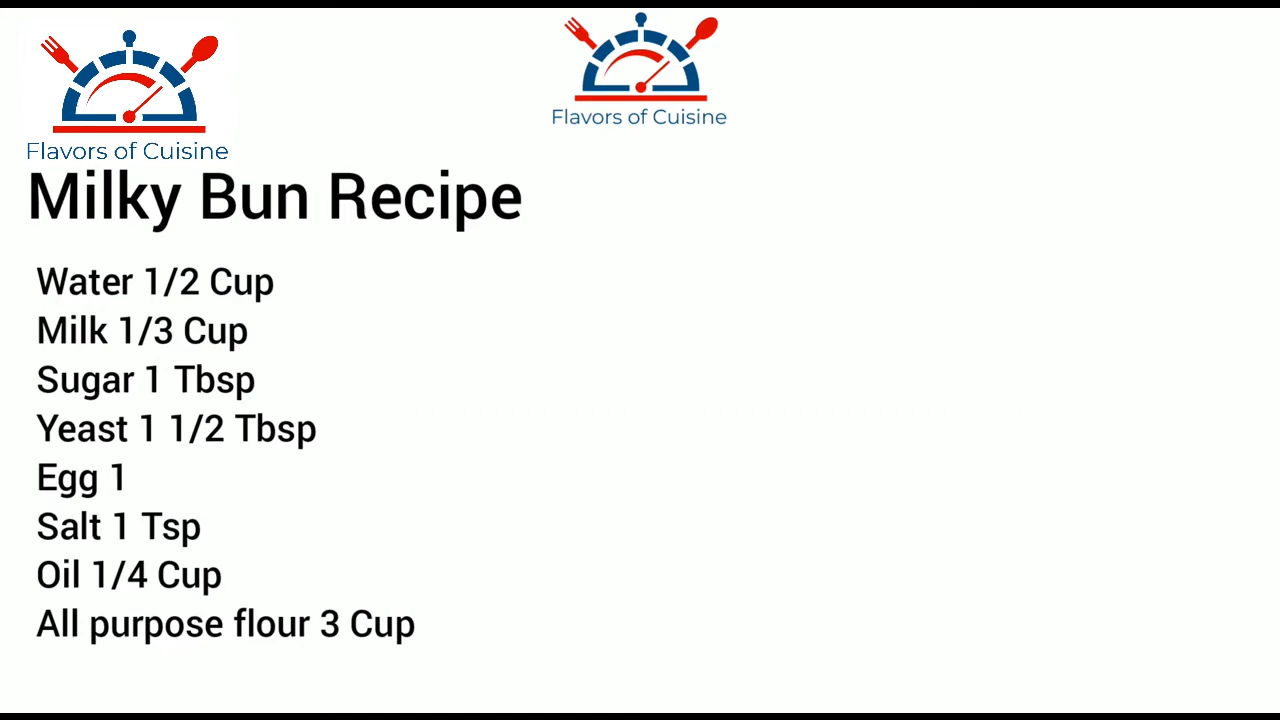 Flavors of Cuisine
Flavors of Cuisine
Milky Bun Recipe
Water 1/2 Cup
Milk 1/3 Cup
Sugar 1 Tbsp
Yeast 1 1/2 Tbsp
Egg 1
Salt 1 Tsp
Oil 1/4 Cup
All purpose flour 3 Cup